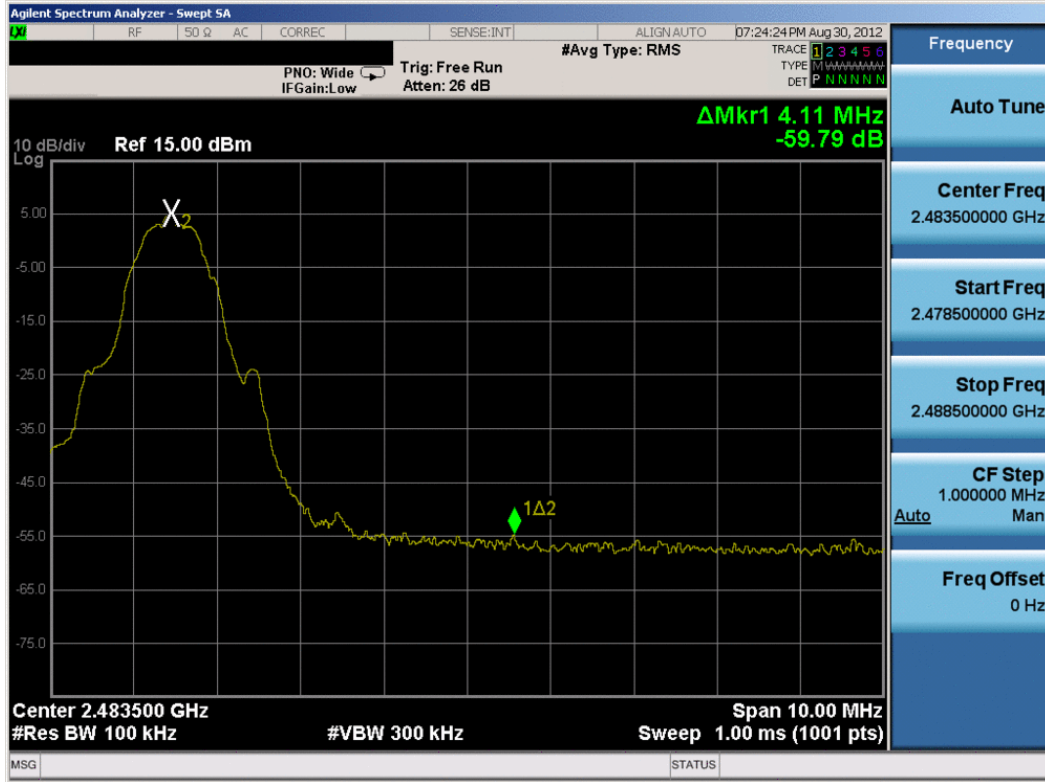 Agilent Spectrum Analyzer - Swept SA
LXI RF 50 Ω AC CORREC SENSE:INT ALIGN AUTO 07:24:24 PM Aug 30, 2012
#Avg Type: RMS TRACE 1 2 3 4 5 6
PNO: Wide Trig: Free Run TYPE M
IFGain:Low Atten: 26 dB DET P N N N N N
ΔMkr1 4.11 MHz
-59.79 dB
10 dB/div Ref 15.00 dBm
Log
5.00
X2
-5.00
-15.0
-25.0
-35.0
-45.0
1Δ2
-55.0
-65.0
-75.0
Center 2.483500 GHz Span 10.00 MHz
#Res BW 100 kHz #VBW 300 kHz Sweep 1.00 ms (1001 pts)
MSG STATUS
Frequency
Auto Tune
Center Freq
2.483500000 GHz
Start Freq
2.478500000 GHz
Stop Freq
2.488500000 GHz
CF Step
1.000000 MHz
Auto Man
Freq Offset
0 Hz